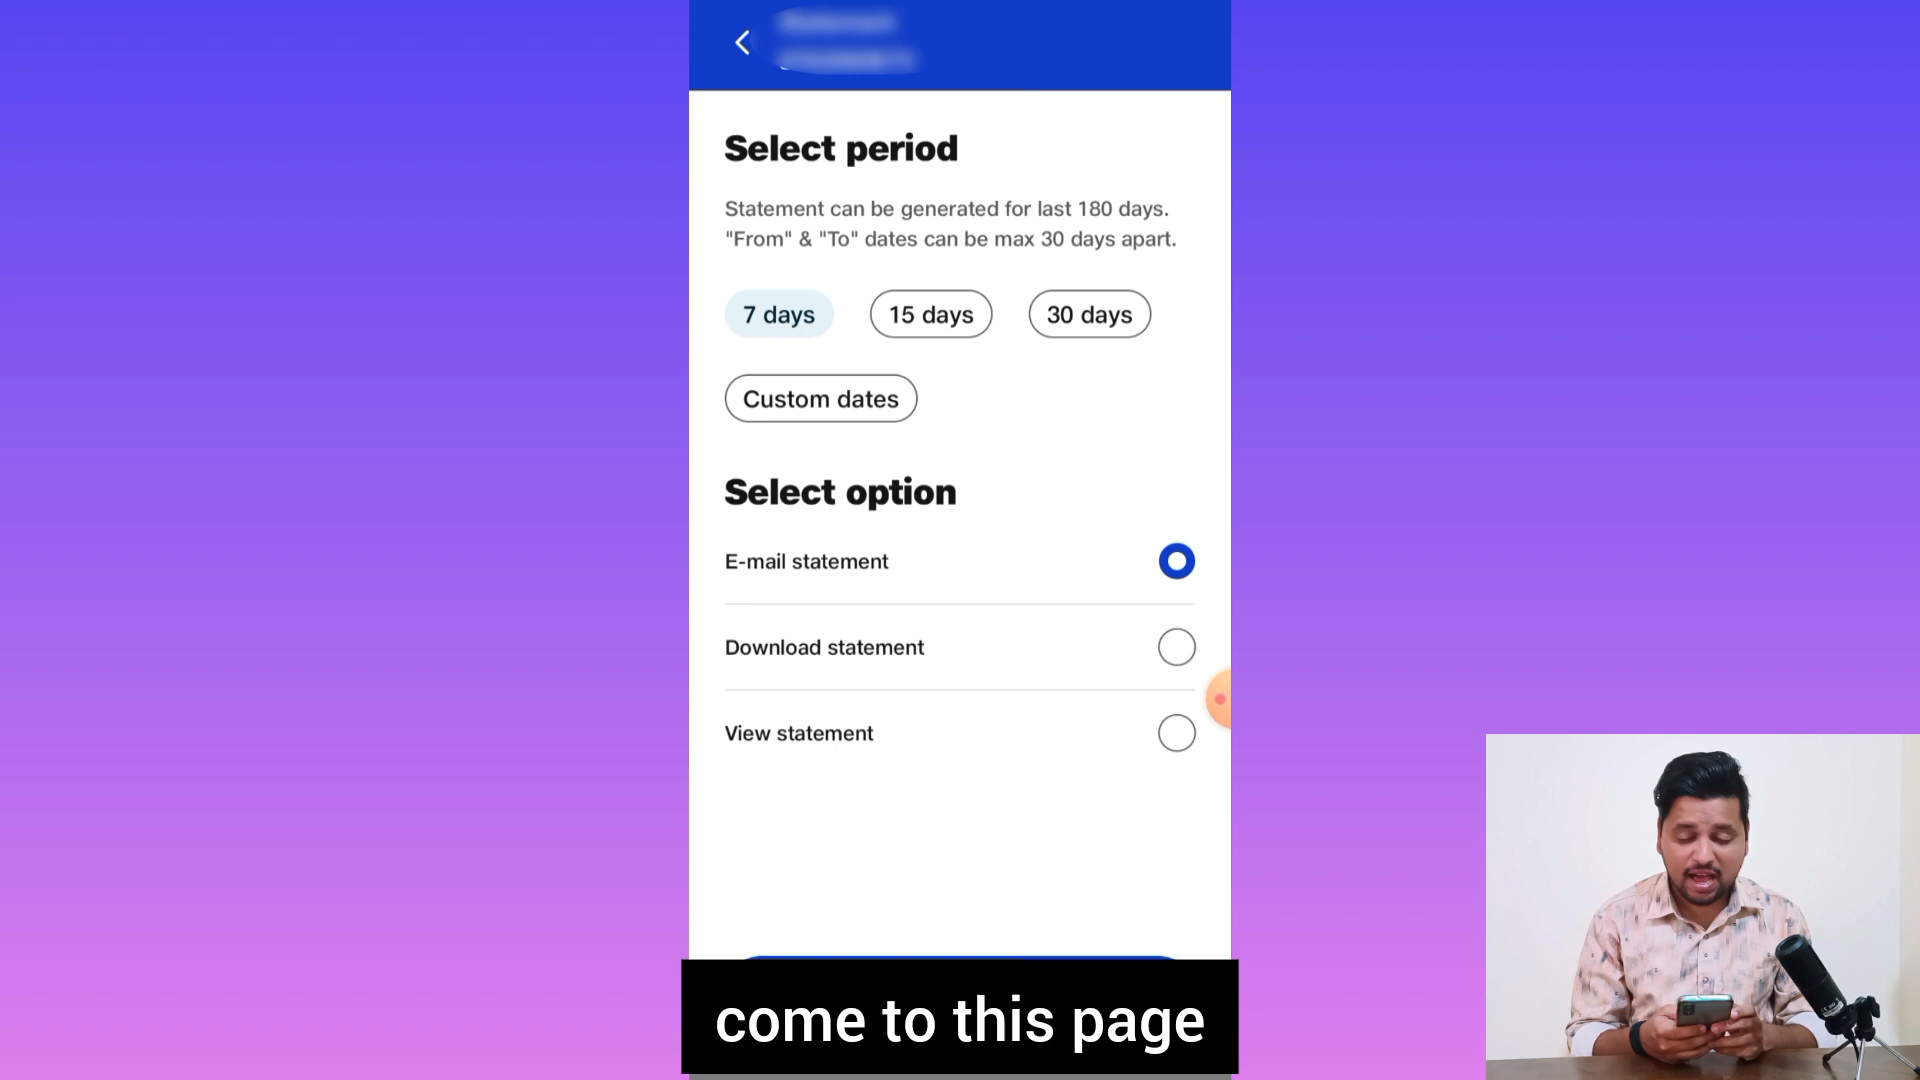 Select period
Statement can be generated for last 180 days.
"From" & "To" dates can be max 30 days apart.
7 days
15 days
30 days
Custom dates
Select option
E-mail statement
Download statement
View statement
come to this page